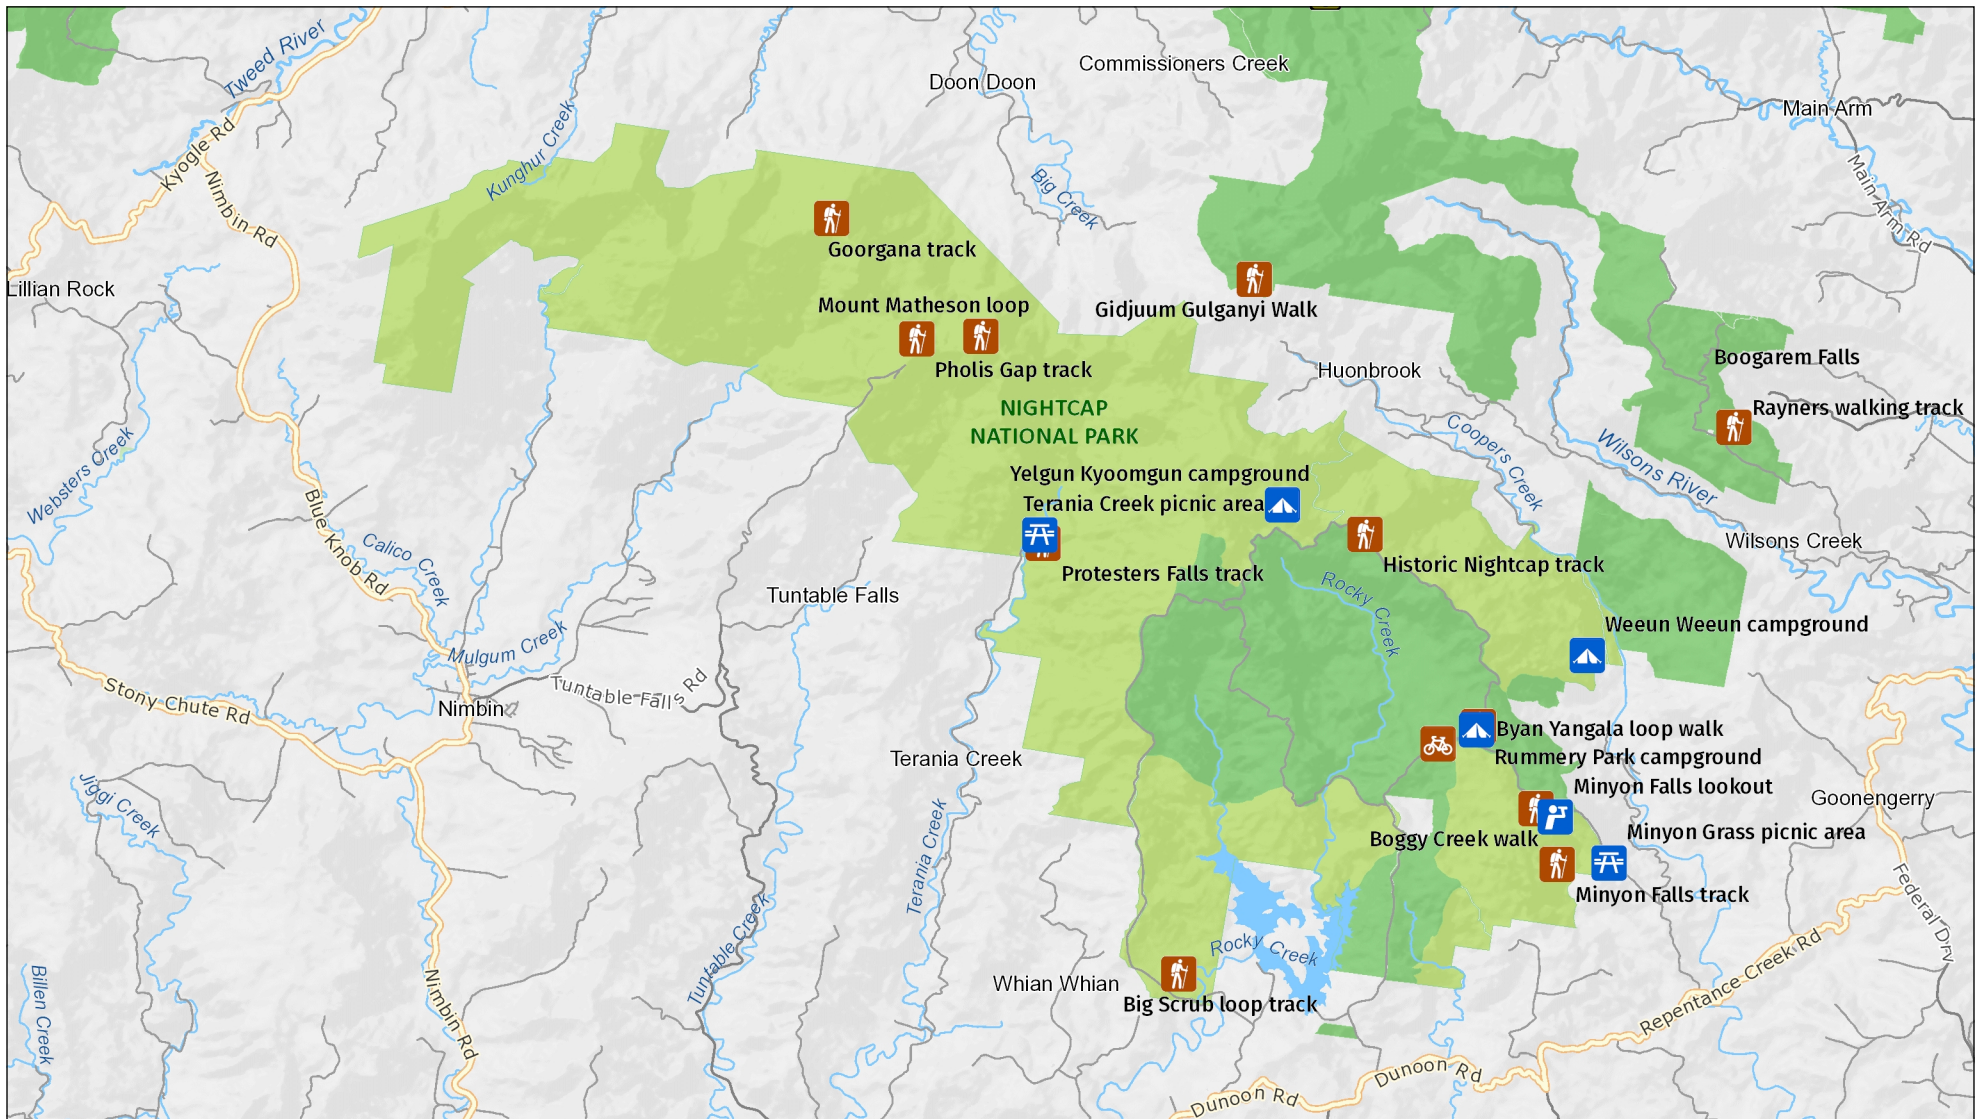 Tweed River
Commissioners Creek
Doon Doon
Main Arm
Kyogle Rd
Kunghur Creek
Big Creek
Main Arm Rd
Nimbin Rd
Goorgana track
Lillian Rock
Mount Matheson loop
Gidjuum Gulganyi Walk
Pholis Gap track
Huonbrook
Boogarem Falls
Rayners walking track
NIGHTCAP
NATIONAL PARK
Coopers Creek
Wilsons River
Websters Creek
Yelgun Kyoomgun campground
Terania Creek picnic area
Blue Knob Rd
Calico Creek
Wilsons Creek
Historic Nightcap track
Protesters Falls track
Rocky Creek
Tuntable Falls
Weeun Weeun campground
Mulgum Creek
Tuntable Falls Rd
Stony Chute Rd
Nimbin
Byan Yangala loop walk
Rummery Park campground
Terania Creek
Minyon Falls lookout
Goonengerry
Jiggi Creek
Minyon Grass picnic area
Boggy Creek walk
Terania Creek
Minyon Falls track
Federal Drv
Tuntable Creek
Rocky Creek
Repentance Creek Rd
Whian Whian
Big Scrub loop track
Billen Creek
Nimbin Rd
Dunoon Rd
Dunoon Rd